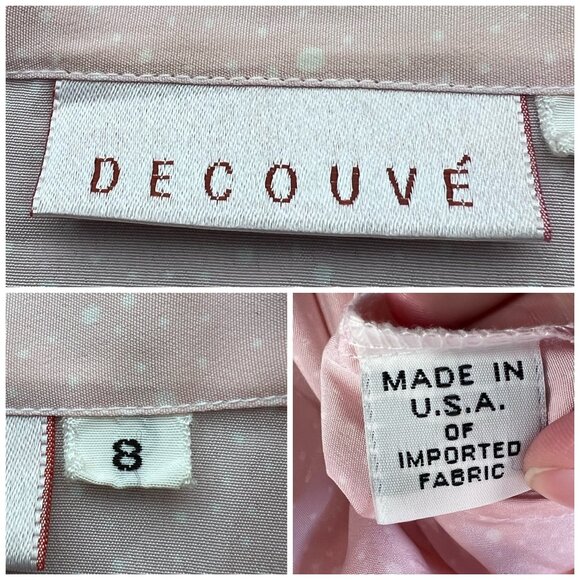 DECOUVÉ
8
MADE IN
U.S.A.
OF
IMPORTED
FABRIC